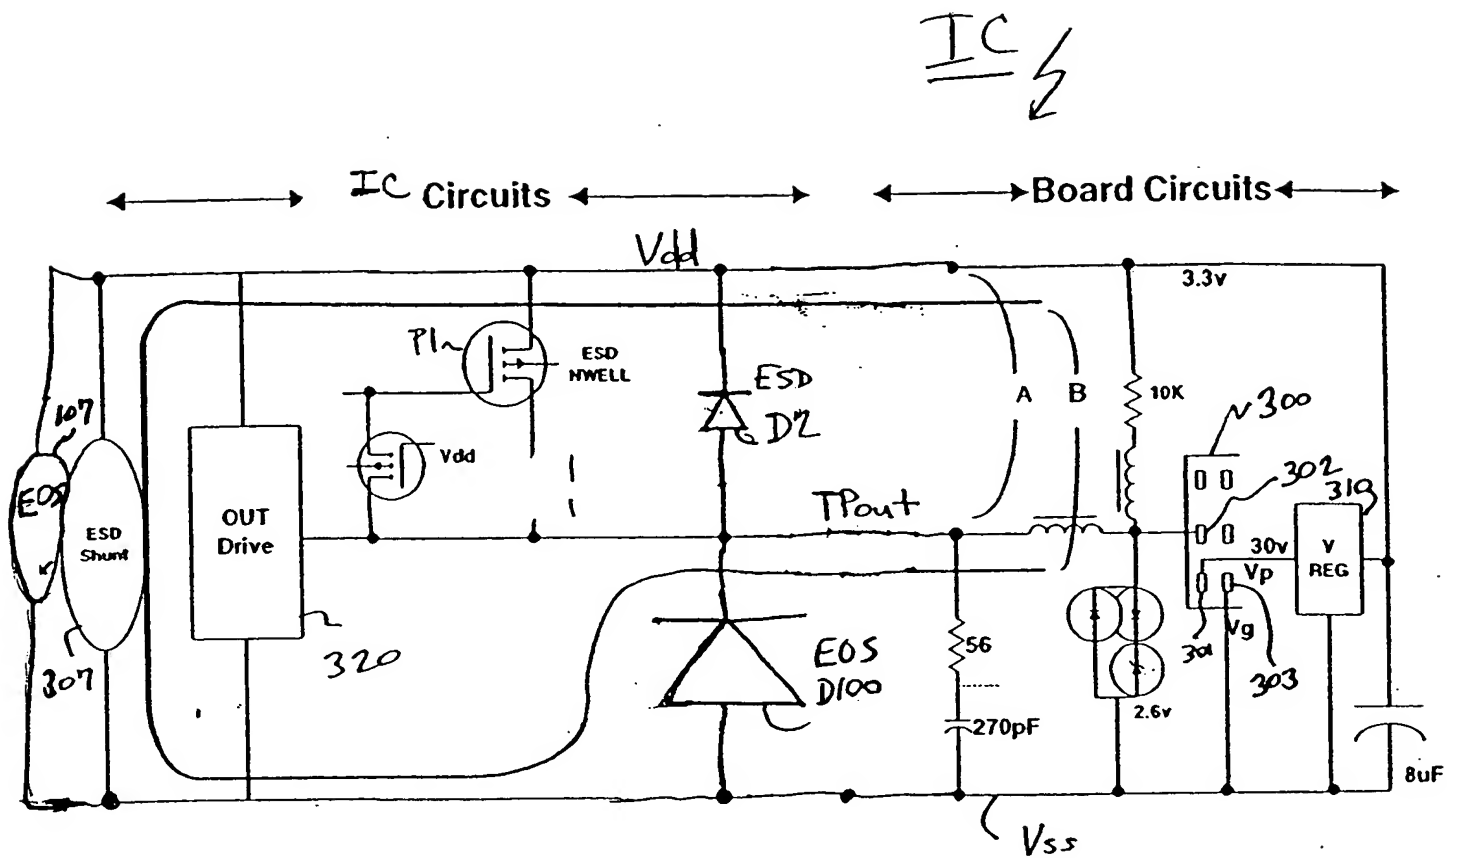 IC
IC Circuits
Board Circuits
Vdd
3.3v
P1
ESD
NWELL
ESD
D2
A
B
10K
300
107
Vdd
302
310
EOS
ESD
Shunt
OUT
Drive
TPout
30v
Vp
V
REG
Vg
301
303
307
320
EOS
D100
56
270pF
2.6v
8uF
Vss